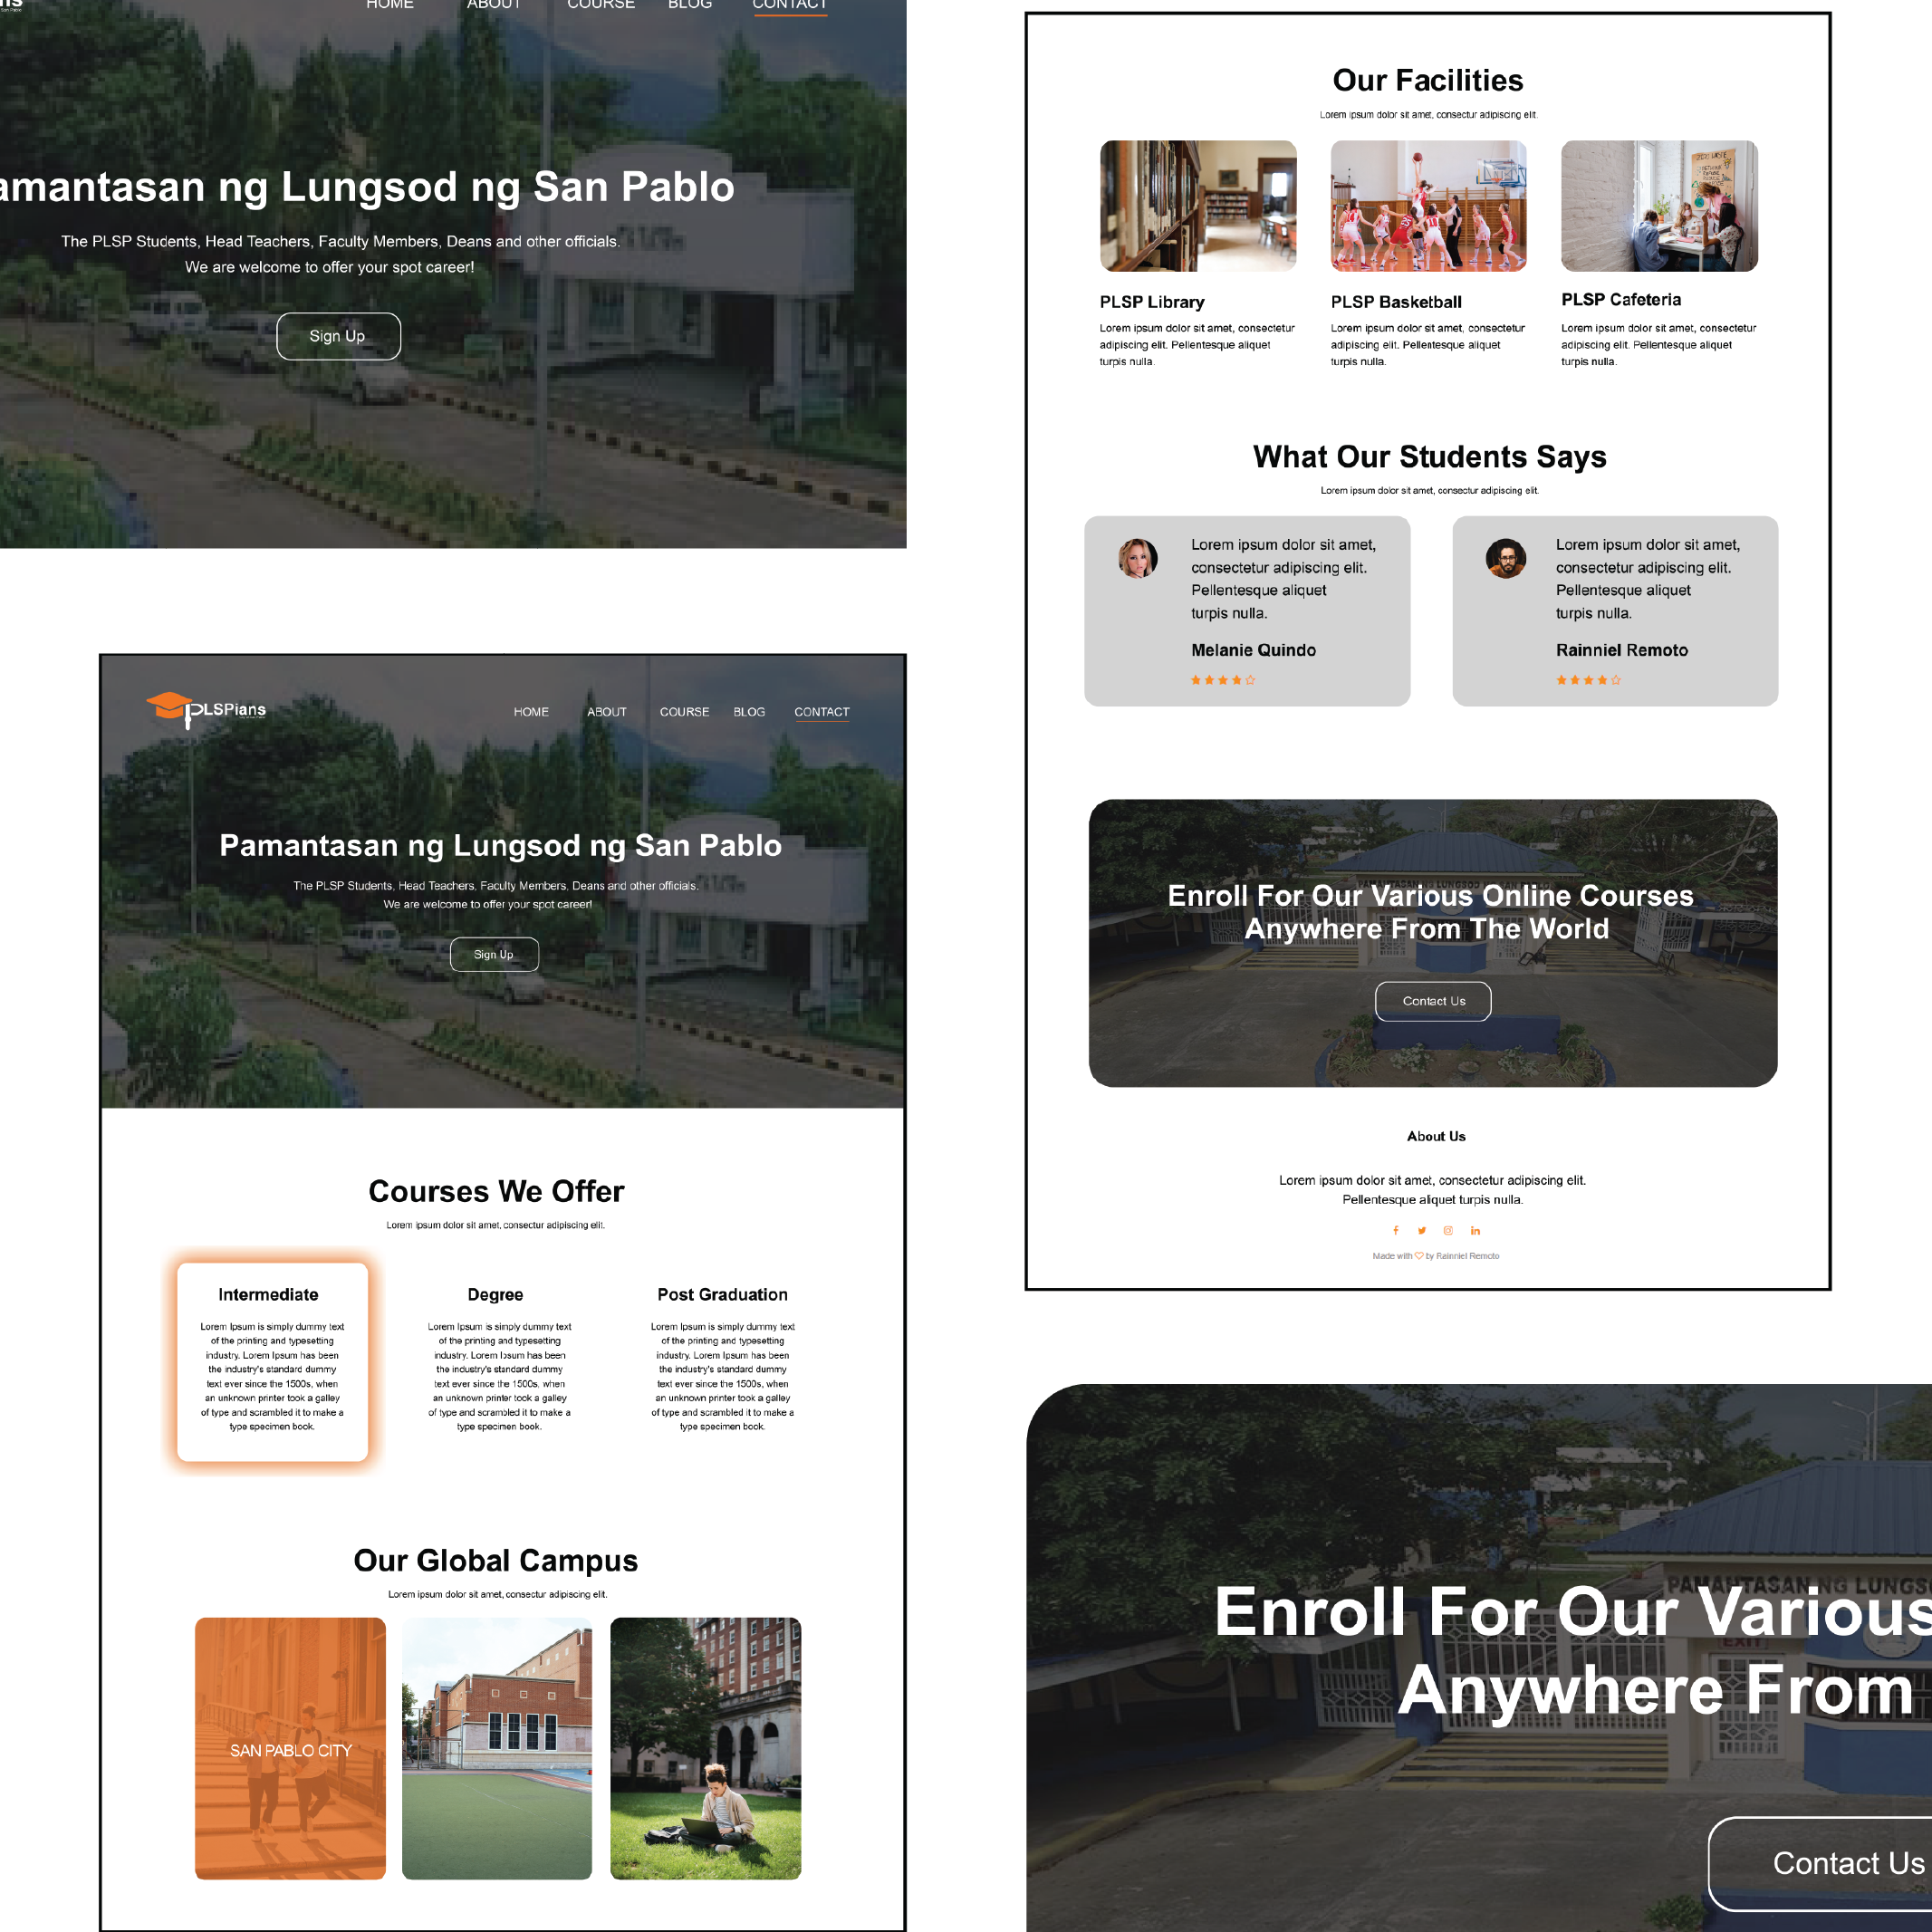 HOME ABOUT COURSE BLOG CONTACT
amantasan ng Lungsod ng San Pablo
The PLSP Students, Head Teachers, Faculty Members, Deans and other officials.
We are welcome to offer your spot career!
Sign Up
PLSPians
HOME ABOUT COURSE BLOG CONTACT
Pamantasan ng Lungsod ng San Pablo
The PLSP Students, Head Teachers, Faculty Members, Deans and other officials.
We are welcome to offer your spot career!
Sign Up
Courses We Offer
Lorem ipsum dolor sit amet, consectur adipiscing elit.
Intermediate
Lorem Ipsum is simply dummy text
of the printing and typesetting
industry. Lorem Ipsum has been
the industry's standard dummy
text ever since the 1500s, when
an unknown printer took a galley
of type and scrambled it to make a
type specimen book.
Degree
Lorem Ipsum is simply dummy text
of the printing and typesetting
industry. Lorem Ipsum has been
the industry's standard dummy
text ever since the 1500s, when
an unknown printer took a galley
of type and scrambled it to make a
type specimen book.
Post Graduation
Lorem Ipsum is simply dummy text
of the printing and typesetting
industry. Lorem Ipsum has been
the industry's standard dummy
text ever since the 1500s, when
an unknown printer took a galley
of type and scrambled it to make a
type specimen book.
Our Global Campus
Lorem ipsum dolor sit amet, consectur adipiscing elit.
SAN PABLO CITY
Our Facilities
Lorem ipsum dolor sit amet, consectur adipiscing elit.
PLSP Library
Lorem ipsum dolor sit amet, consectetur
adipiscing elit. Pellentesque aliquet
turpis nulla.
PLSP Basketball
Lorem ipsum dolor sit amet, consectetur
adipiscing elit. Pellentesque aliquet
turpis nulla.
PLSP Cafeteria
Lorem ipsum dolor sit amet, consectetur
adipiscing elit. Pellentesque aliquet
turpis nulla.
What Our Students Says
Lorem ipsum dolor sit amet, consectur adipiscing elit.
Lorem ipsum dolor sit amet,
consectetur adipiscing elit.
Pellentesque aliquet
turpis nulla.
Melanie Quindo
Lorem ipsum dolor sit amet,
consectetur adipiscing elit.
Pellentesque aliquet
turpis nulla.
Rainniel Remoto
Enroll For Our Various Online Courses
Anywhere From The World
Contact Us
About Us
Lorem ipsum dolor sit amet, consectetur adipiscing elit.
Pellentesque aliquet turpis nulla.
Made with ♡ by Rainniel Remoto
PAMANTASAN NG LUNGS
Enroll For Our Various
EXIT
Anywhere From
Contact Us